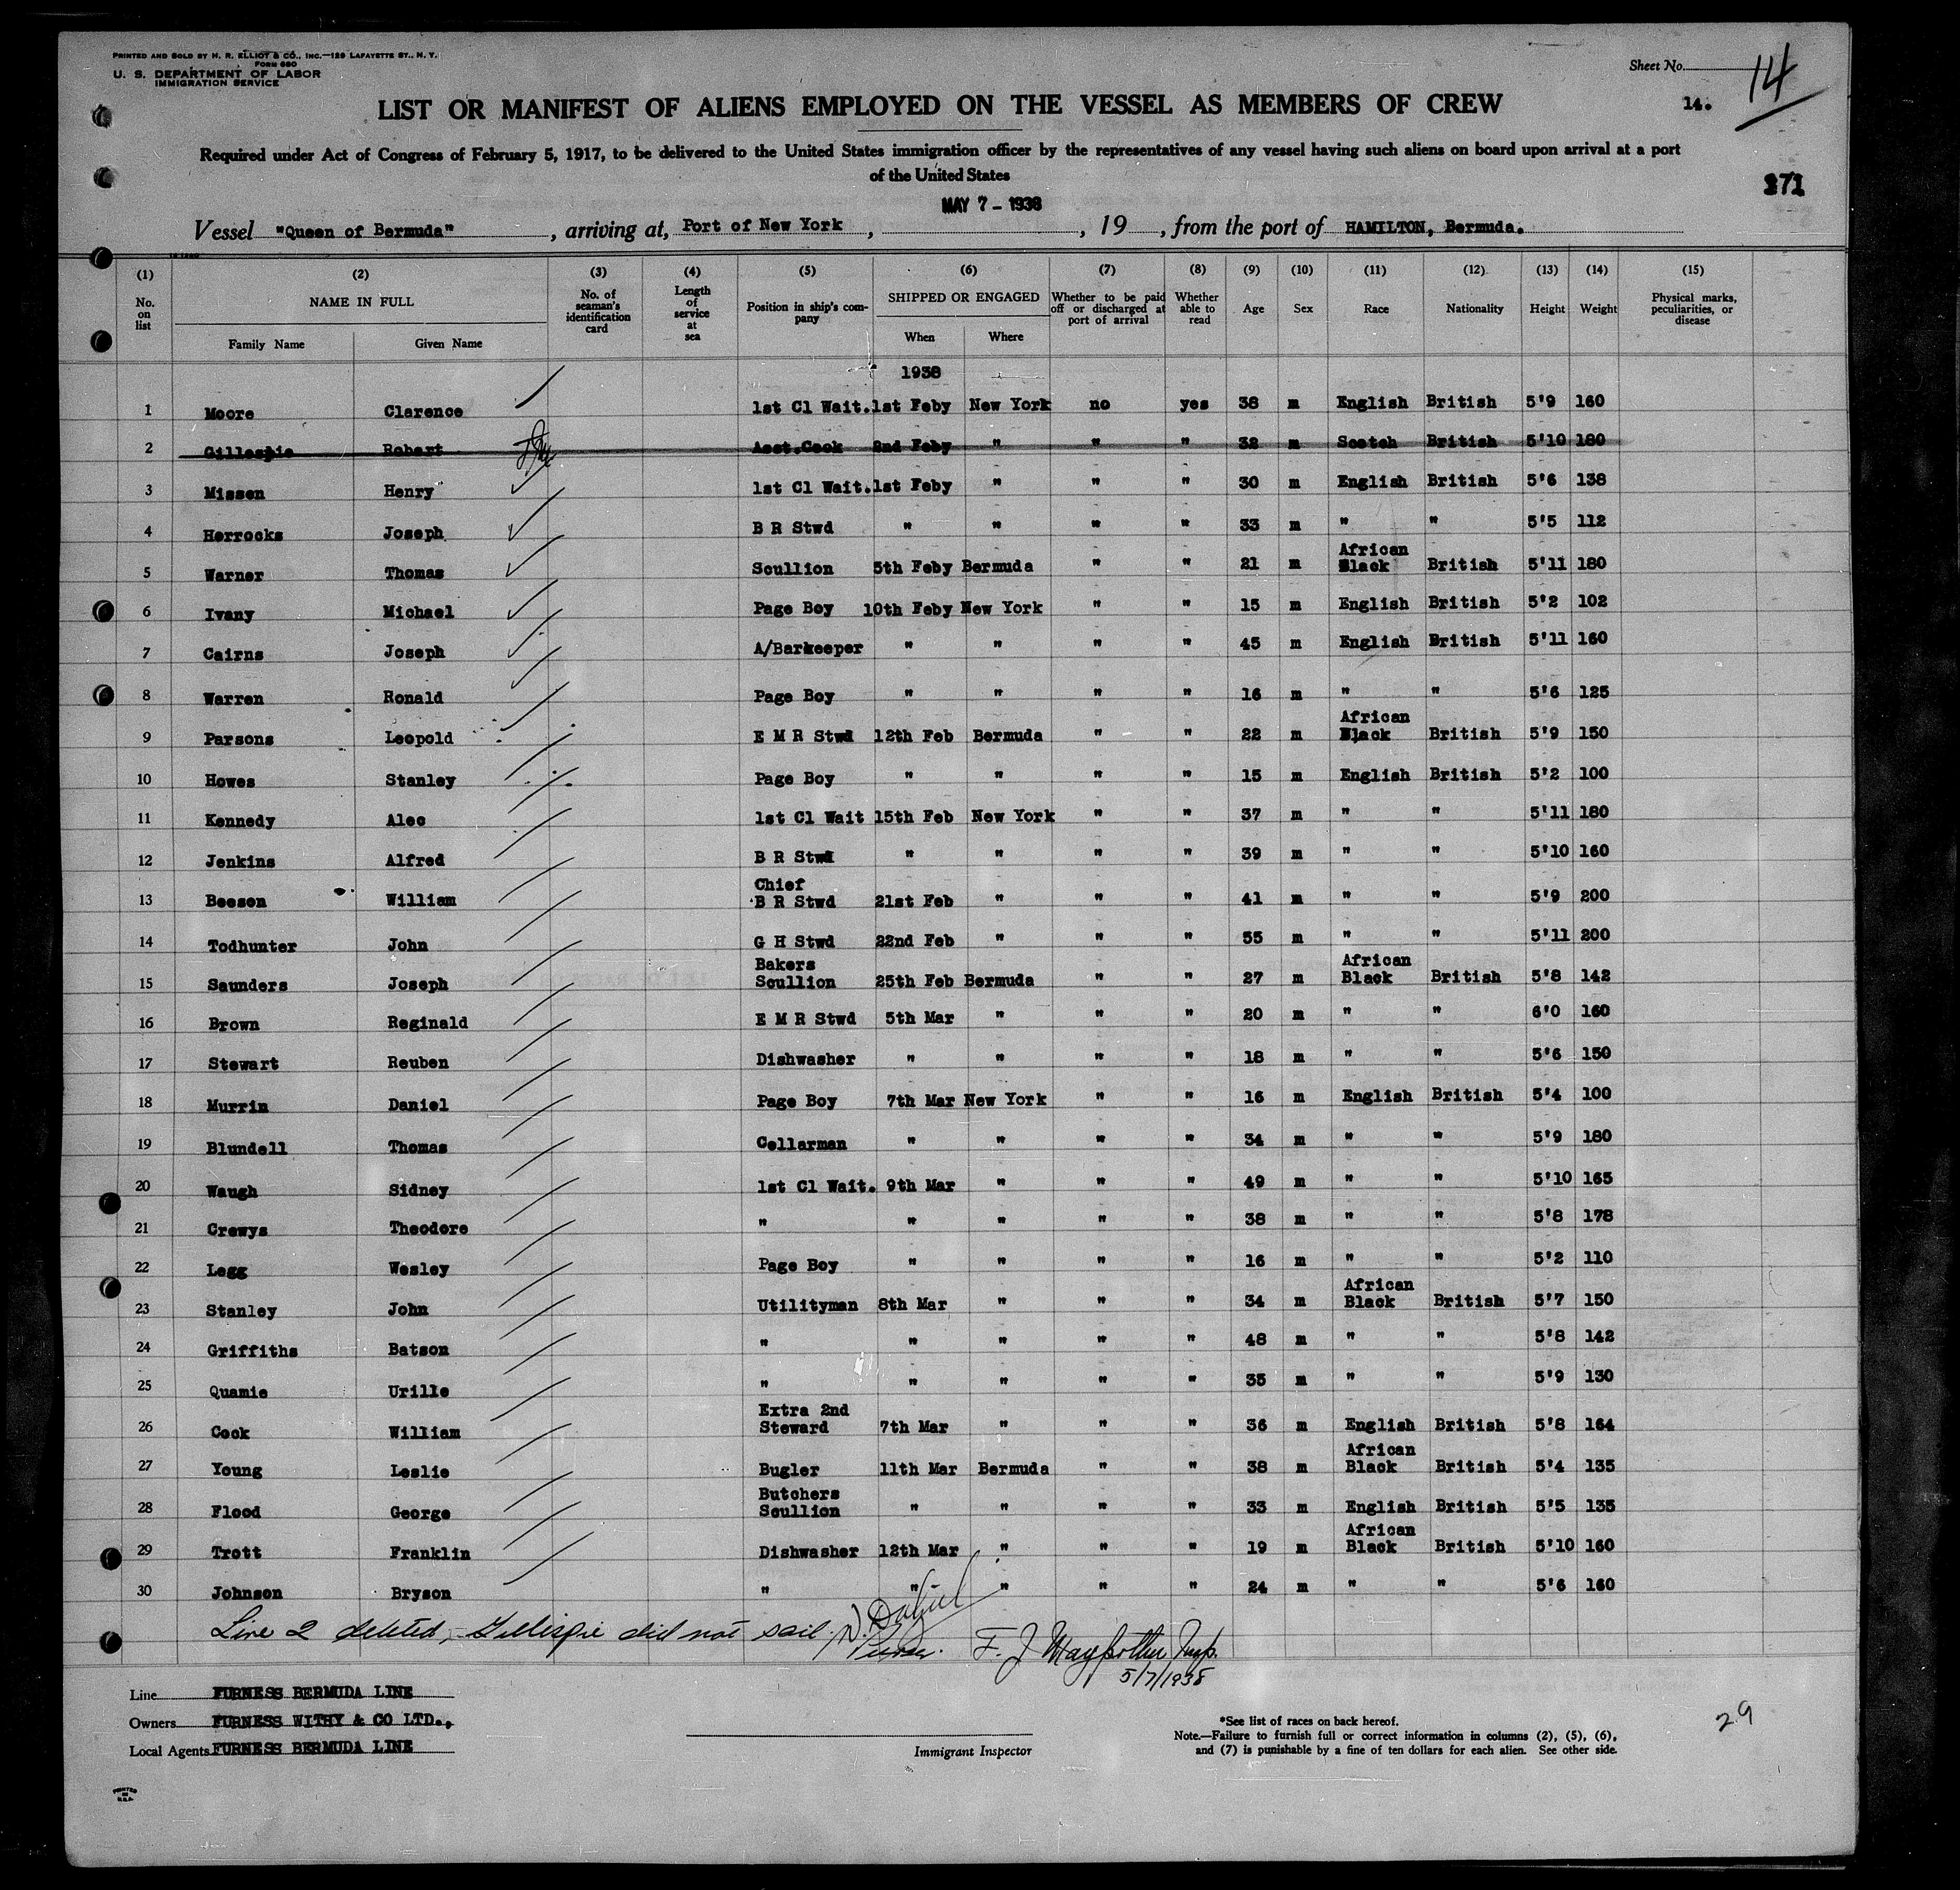 PRINTED AND SOLD BY H. R. ELLIOT & CO., INC.—129 LAFAYETTE ST., N. Y.
FORM 680
U. S. DEPARTMENT OF LABOR
IMMIGRATION SERVICE
Sheet No. 14
14.
LIST OR MANIFEST OF ALIENS EMPLOYED ON THE VESSEL AS MEMBERS OF CREW
Required under Act of Congress of February 5, 1917, to be delivered to the United States immigration officer by the representatives of any vessel having such aliens on board upon arrival at a port
of the United States
271
MAY 7 - 1938
Vessel "Queen of Bermuda", arriving at, Port of New York, , 19 , from the port of HAMILTON, Bermuda.
(1) (2) (3) (4) (5) (6) (7) (8) (9) (10) (11) (12) (13) (14) (15)
No. on list NAME IN FULL No. of seaman's identification card Length of service at sea Position in ship's company SHIPPED OR ENGAGED Whether to be paid off or discharged at port of arrival Whether able to read Age Sex Race Nationality Height Weight Physical marks, peculiarities, or disease
Family Name Given Name When Where
1938
1 Moore Clarence 1st Cl Wait. 1st Feby New York no yes 38 m English British 5'9 160
2 Gillespie Robert Asst.Cook 2nd Feby " " " 32 m Scotch British 5'10 180
3 Missen Henry 1st Cl Wait. 1st Feby " " " 30 m English British 5'6 138
4 Horrocks Joseph B R Stwd " " " " 33 m " " 5'5 112
5 Warner Thomas Scullion 5th Feby Bermuda " " 21 m African Black British 5'11 180
6 Ivany Michael Page Boy 10th Feby New York " " 15 m English British 5'2 102
7 Cairns Joseph A/Barkeeper " " " " 45 m English British 5'11 160
8 Warren Ronald Page Boy " " " " 16 m " " 5'6 125
9 Parsons Leopold E M R Stwd 12th Feb Bermuda " " 22 m African Black British 5'9 150
10 Howes Stanley Page Boy " " " " 15 m English British 5'2 100
11 Kennedy Alec 1st Cl Wait 15th Feb New York " " 37 m " " 5'11 180
12 Jenkins Alfred B R Stwd " " " " 39 m " " 5'10 160
13 Beeson William Chief B R Stwd 21st Feb " " " 41 m " " 5'9 200
14 Todhunter John G H Stwd 22nd Feb " " " 55 m " " 5'11 200
15 Saunders Joseph Bakers Scullion 25th Feb Bermuda " " 27 m African Black British 5'8 142
16 Brown Reginald E M R Stwd 5th Mar " " " 20 m " " 6'0 160
17 Stewart Reuben Dishwasher " " " " 18 m " " 5'6 150
18 Murrin Daniel Page Boy 7th Mar New York " " 16 m English British 5'4 100
19 Blundell Thomas Cellarman " " " " 34 m " " 5'9 180
20 Waugh Sidney 1st Cl Wait. 9th Mar " " " 49 m " " 5'10 165
21 Crewys Theodore " " " " " 38 m " " 5'8 178
22 Legg Wesley Page Boy " " " " 16 m " " 5'2 110
23 Stanley John Utilityman 8th Mar " " " 34 m African Black British 5'7 150
24 Griffiths Batson " " " " " 48 m " " 5'8 142
25 Quamie Urille " " " " " 35 m " " 5'9 130
26 Cook William Extra 2nd Steward 7th Mar " " " 36 m English British 5'8 164
27 Young Leslie Bugler 11th Mar Bermuda " " 38 m African Black British 5'4 135
28 Flood George Butchers Scullion " " " " 33 m English British 5'5 135
29 Trott Franklin Dishwasher 12th Mar " " " 19 m African Black British 5'10 160
30 Johnson Bryson " " " " " 24 m " " 5'6 160
Line 2 deleted, Gillispie did not sail.
Purser.
F. J. Insp.
5/7/1938
Line FURNESS BERMUDA LINE
Owners FURNESS WITHY & CO LTD.,
Local Agents FURNESS BERMUDA LINE
Immigrant Inspector
*See list of races on back hereof.
Note.—Failure to furnish full or correct information in columns (2), (5), (6),
and (7) is punishable by a fine of ten dollars for each alien. See other side.
29
PRINTED
IN
U.S.A.